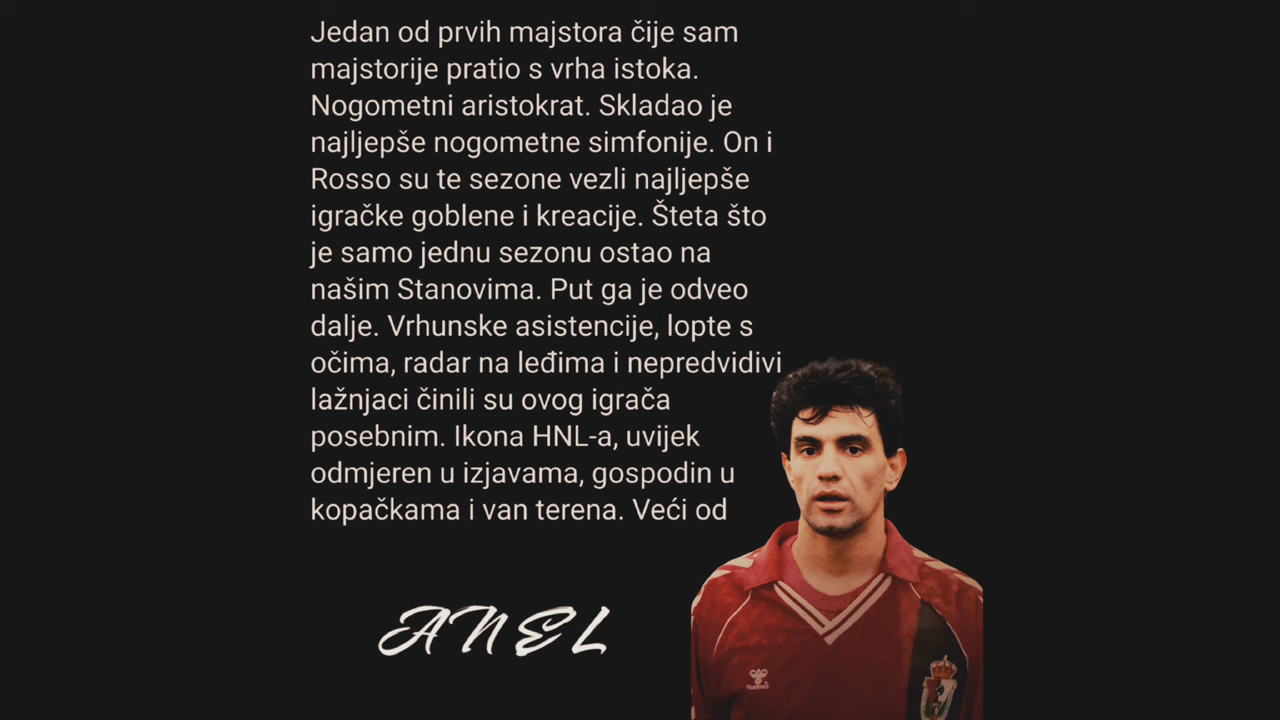 Jedan od prvih majstora čije sam
majstorije pratio s vrha istoka.
Nogometni aristokrat. Skladao je
najljepše nogometne simfonije. On i
Rosso su te sezone vezli najljepše
igračke goblene i kreacije. Šteta što
je samo jednu sezonu ostao na
našim Stanovima. Put ga je odveo
dalje. Vrhunske asistencije, lopte s
očima, radar na leđima i nepredvidivi
lažnjaci činili su ovog igrača
posebnim. Ikona HNL-a, uvijek
odmjeren u izjavama, gospodin u
kopačkama i van terena. Veći od
ANEL
hummel